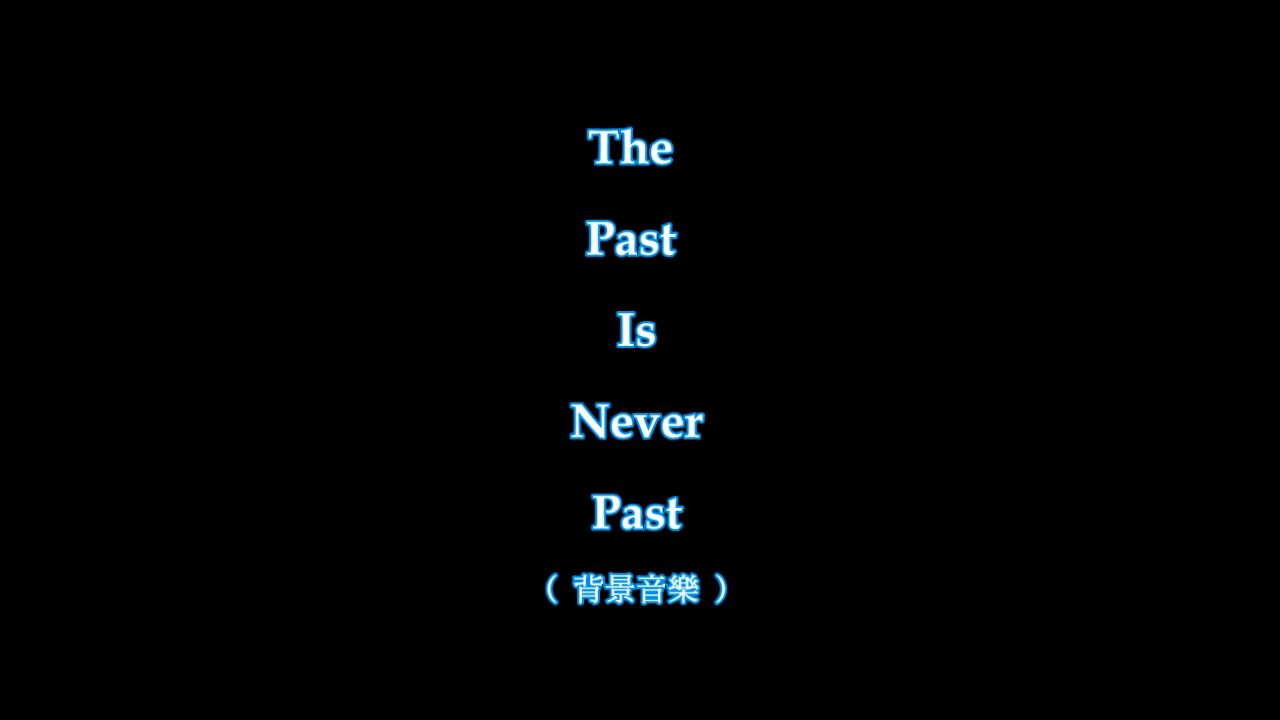 The
Past
Is
Never
Past
( 背景音樂 )